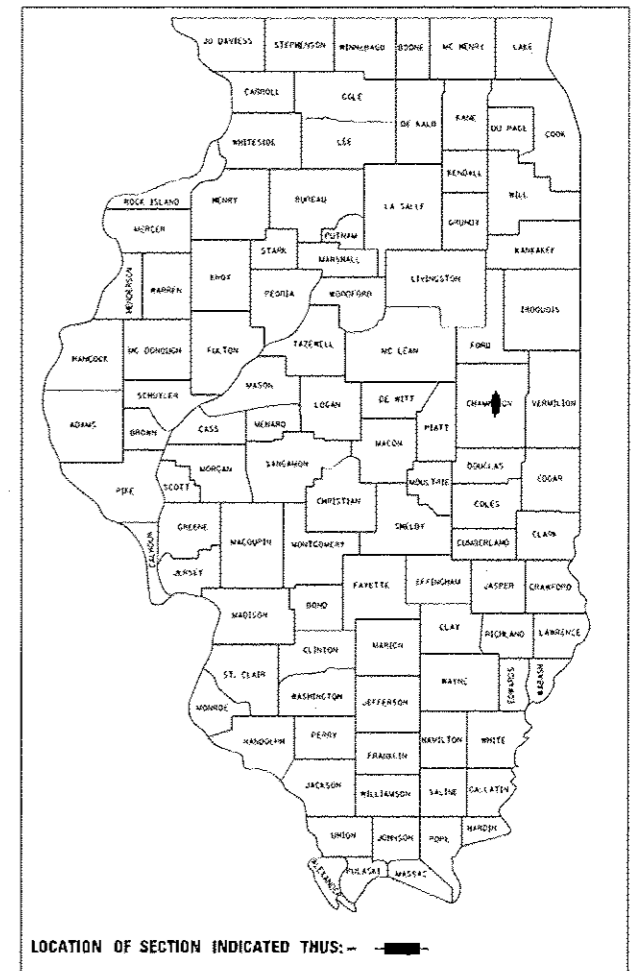 JO DAVIESS STEPHENSON WINNEBAGO BOONE MC HENRY LAKE
CARROLL OGLE DE KALB KANE DU PAGE COOK
WHITESIDE LEE KENDALL WILL
ROCK ISLAND HENRY BUREAU LA SALLE GRUNDY
MERCER PUTNAM KANKAKEE
STARK MARSHALL LIVINGSTON
HENDERSON WARREN KNOX PEORIA WOODFORD IROQUOIS
HANCOCK MC DONOUGH FULTON TAZEWELL MC LEAN FORD
MASON
SCHUYLER LOGAN DE WITT CHAMPAIGN VERMILION
ADAMS BROWN CASS MENARD MACON PIATT
MORGAN SANGAMON DOUGLAS EDGAR
PIKE SCOTT CHRISTIAN MOULTRIE COLES
GREENE SHELBY
CALHOUN MACOUPIN MONTGOMERY CUMBERLAND CLARK
JERSEY FAYETTE EFFINGHAM JASPER CRAWFORD
MADISON BOND
CLAY RICHLAND LAWRENCE
CLINTON MARION
ST. CLAIR WAYNE EDWARDS WABASH
WASHINGTON JEFFERSON
MONROE
RANDOLPH PERRY HAMILTON WHITE
FRANKLIN
JACKSON WILLIAMSON SALINE GALLATIN
UNION JOHNSON POPE HARDIN
ALEXANDER PULASKI MASSAC
LOCATION OF SECTION INDICATED THUS: -